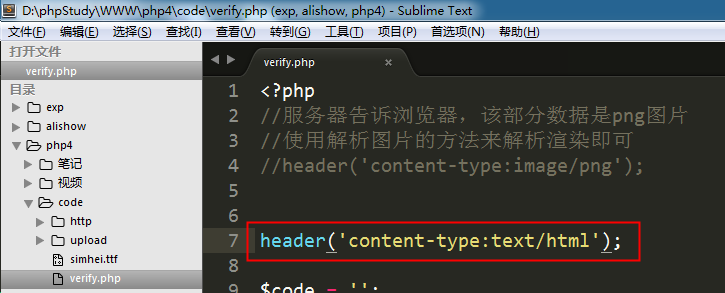 D:\phpStudy\WWW\php4\code\verify.php (exp, alishow, php4) - Sublime Text
文件(F) 编辑(E) 选择(S) 查找(I) 查看(V) 转到(G) 工具(T) 项目(P) 首选项(N) 帮助(H)
打开文件
verify.php
目录
exp
alishow
php4
笔记
视频
code
http
upload
simhei.ttf
verify.php
verify.php ×
1 <?php
2 //服务器告诉浏览器，该部分数据是png图片
3 //使用解析图片的方法来解析渲染即可
4 //header('content-type:image/png');
5
6
7 header('content-type:text/html');
8
9 $code = '';